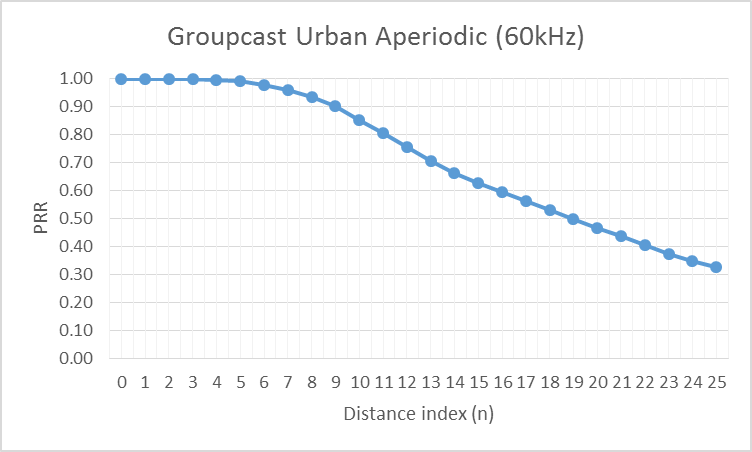 Groupcast Urban Aperiodic (60kHz)
1.00
0.90
0.80
0.70
0.60
0.50
0.40
0.30
0.20
0.10
0.00
PRR
0 1 2 3 4 5 6 7 8 9 10 11 12 13 14 15 16 17 18 19 20 21 22 23 24 25
Distance index (n)